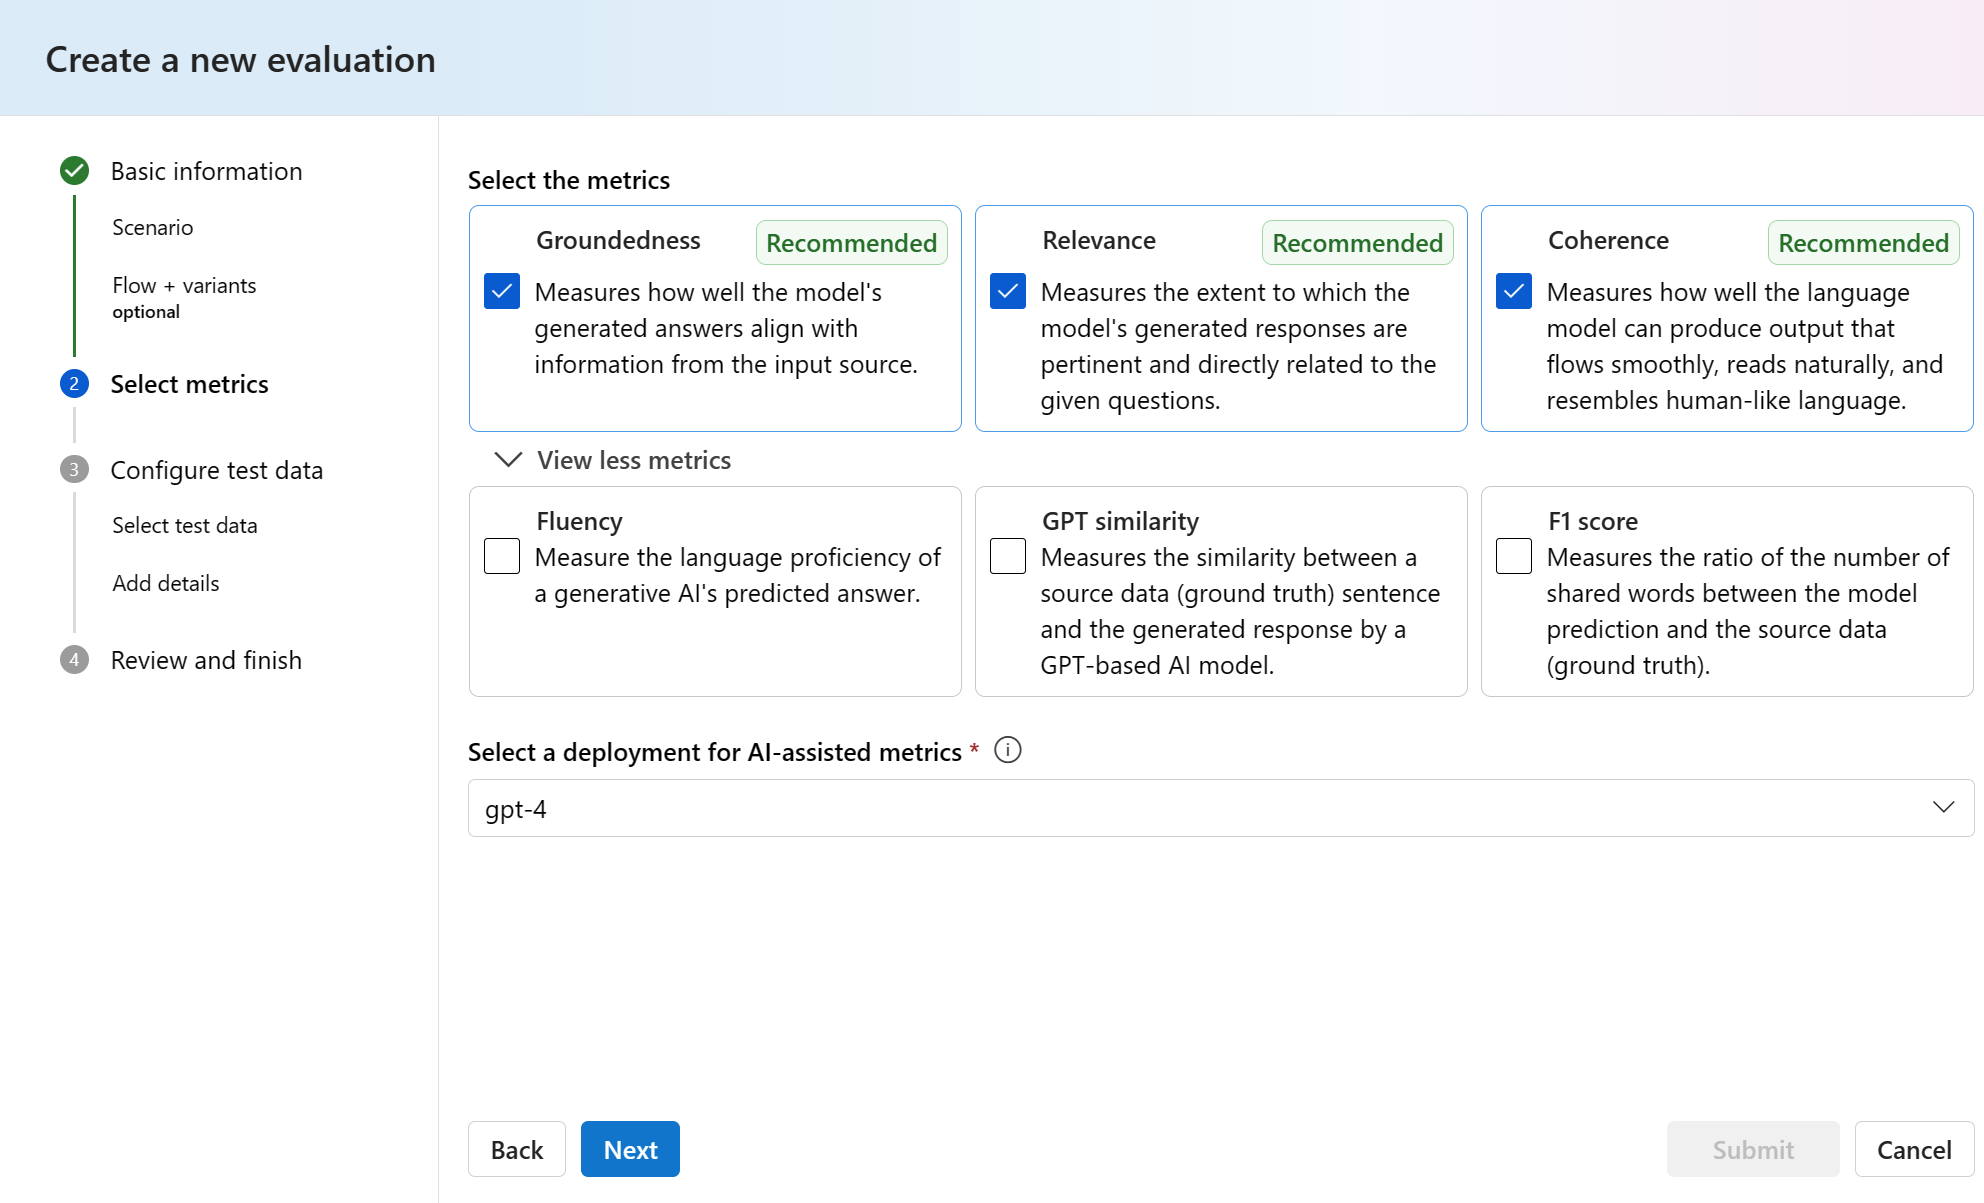 Create a new evaluation
Basic information
Scenario
Flow + variants
optional
2
Select metrics
3
Configure test data
Select test data
Add details
4
Review and finish
Select the metrics
Groundedness
Recommended
Measures how well the model's
generated answers align with
information from the input source.
Relevance
Recommended
Measures the extent to which the
model's generated responses are
pertinent and directly related to the
given questions.
Coherence
Recommended
Measures how well the language
model can produce output that
flows smoothly, reads naturally, and
resembles human-like language.
View less metrics
Fluency
Measure the language proficiency of
a generative AI's predicted answer.
GPT similarity
Measures the similarity between a
source data (ground truth) sentence
and the generated response by a
GPT-based AI model.
F1 score
Measures the ratio of the number of
shared words between the model
prediction and the source data
(ground truth).
Select a deployment for AI-assisted metrics *
gpt-4
Back
Next
Submit
Cancel